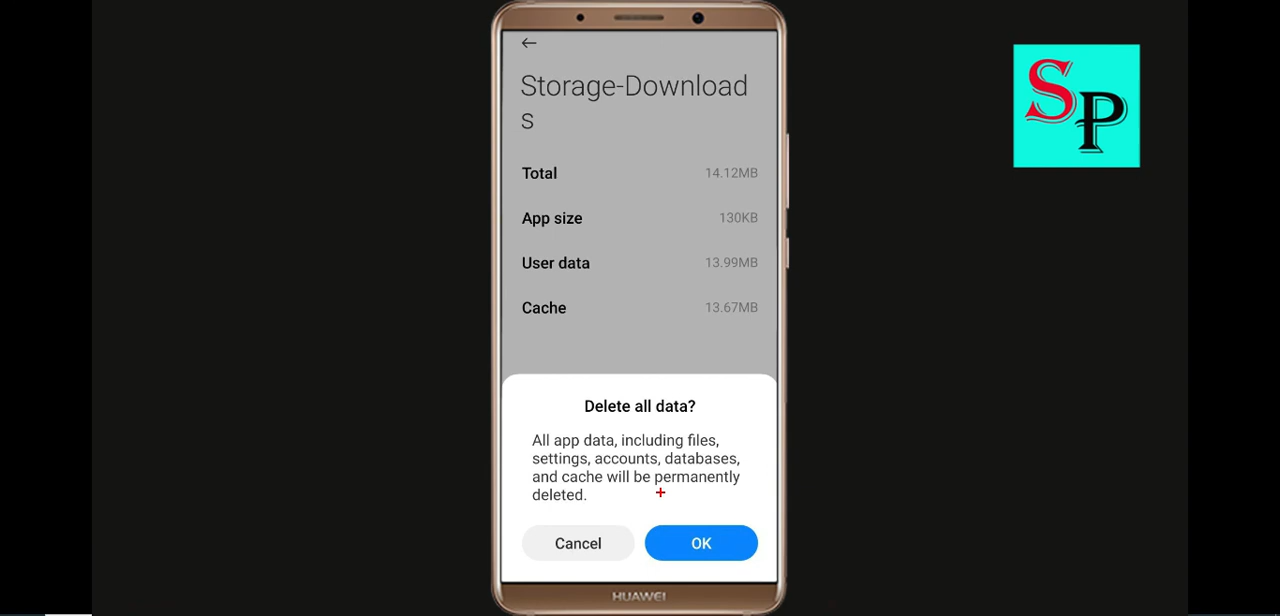 Storage-Download
s
Total 14.12MB
App size 130KB
User data 13.99MB
Cache 13.67MB
Delete all data?
All app data, including files,
settings, accounts, databases,
and cache will be permanently
deleted.
Cancel OK
HUAWEI
SP